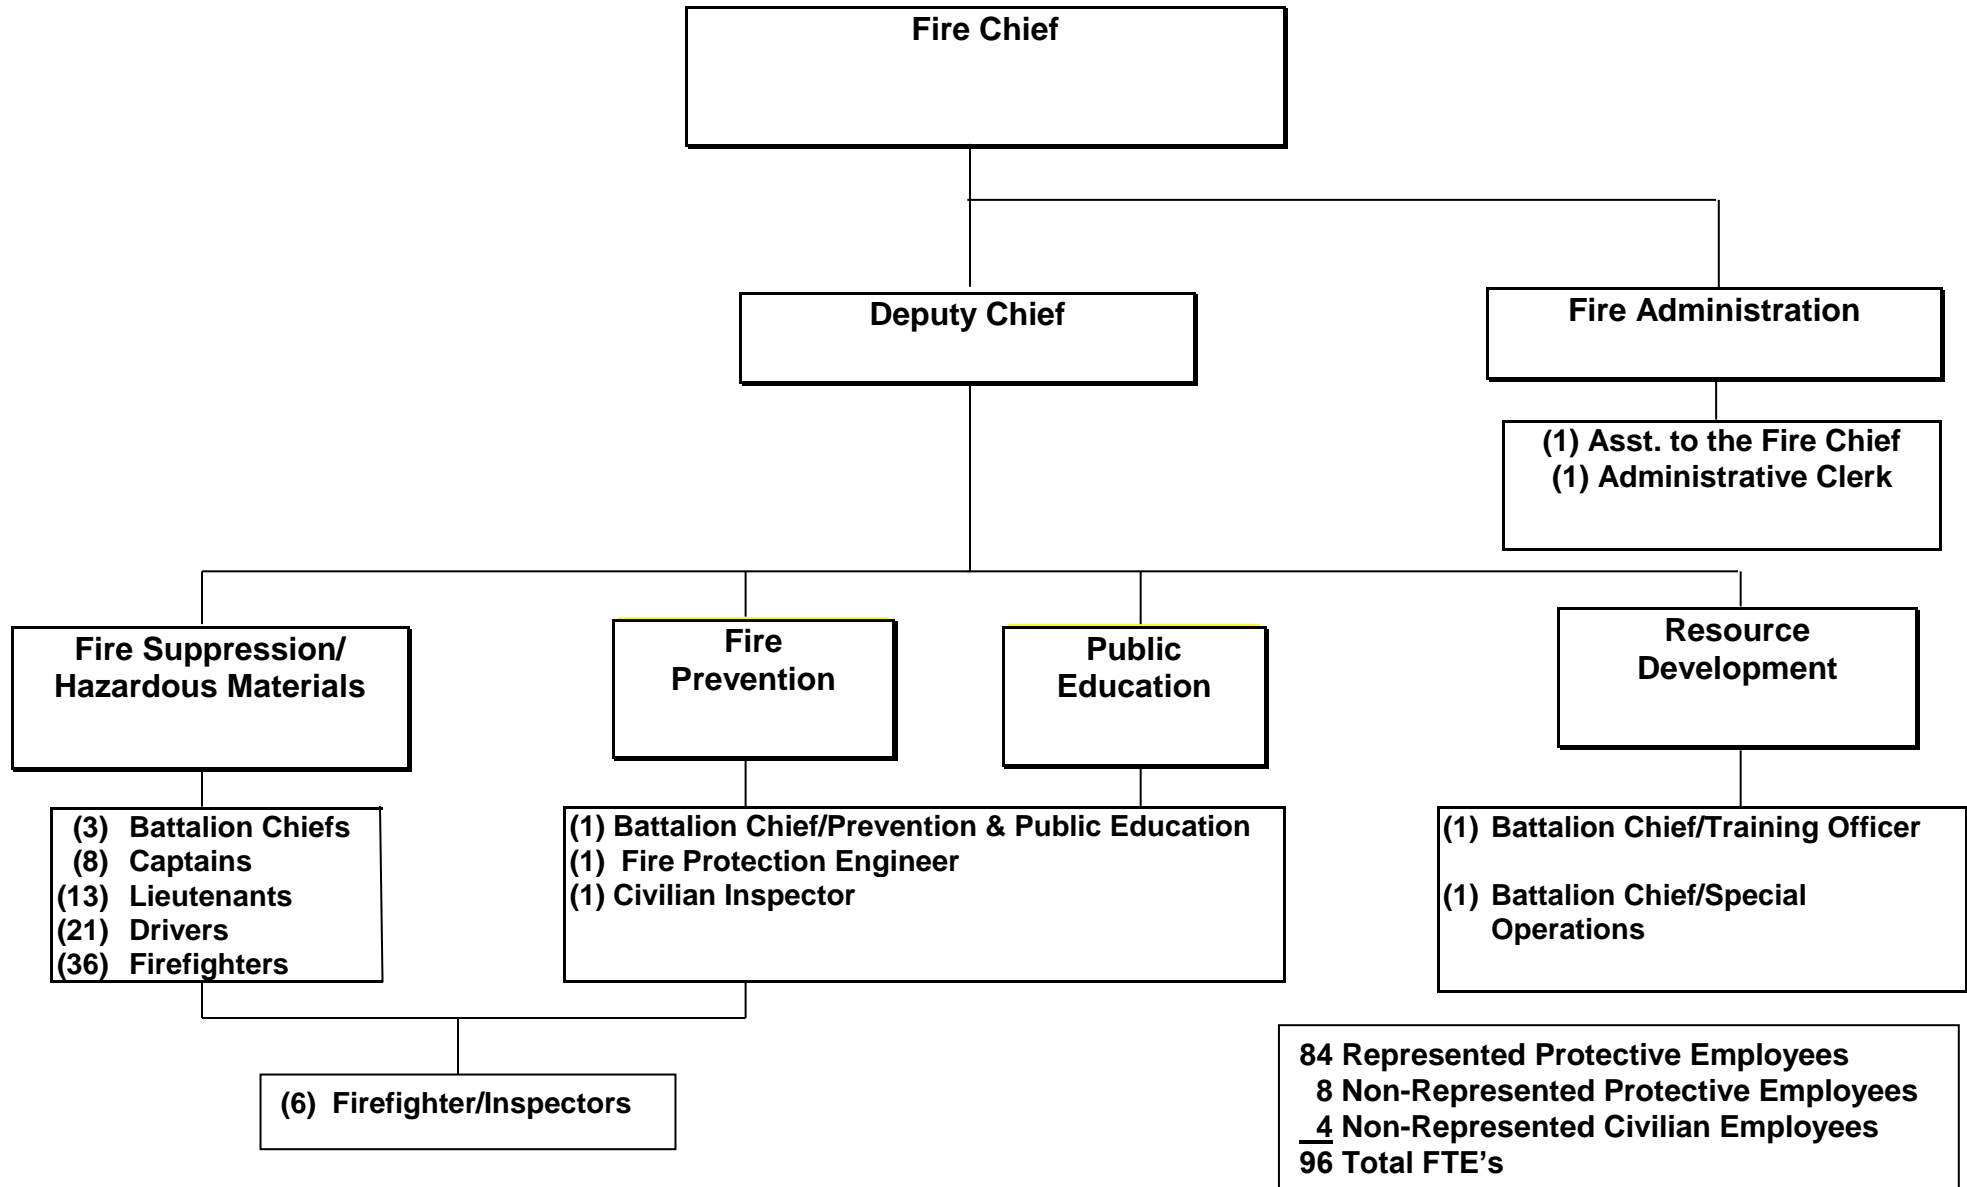 Fire Chief
Deputy Chief
Fire Administration
(1) Asst. to the Fire Chief
(1) Administrative Clerk
Fire Suppression/
Hazardous Materials
Fire
Prevention
Public
Education
Resource
Development
(3) Battalion Chiefs
(8) Captains
(13) Lieutenants
(21) Drivers
(36) Firefighters
(1) Battalion Chief/Prevention & Public Education
(1) Fire Protection Engineer
(1) Civilian Inspector
(1) Battalion Chief/Training Officer
(1) Battalion Chief/Special
Operations
(6) Firefighter/Inspectors
84 Represented Protective Employees
8 Non-Represented Protective Employees
4 Non-Represented Civilian Employees
96 Total FTE's